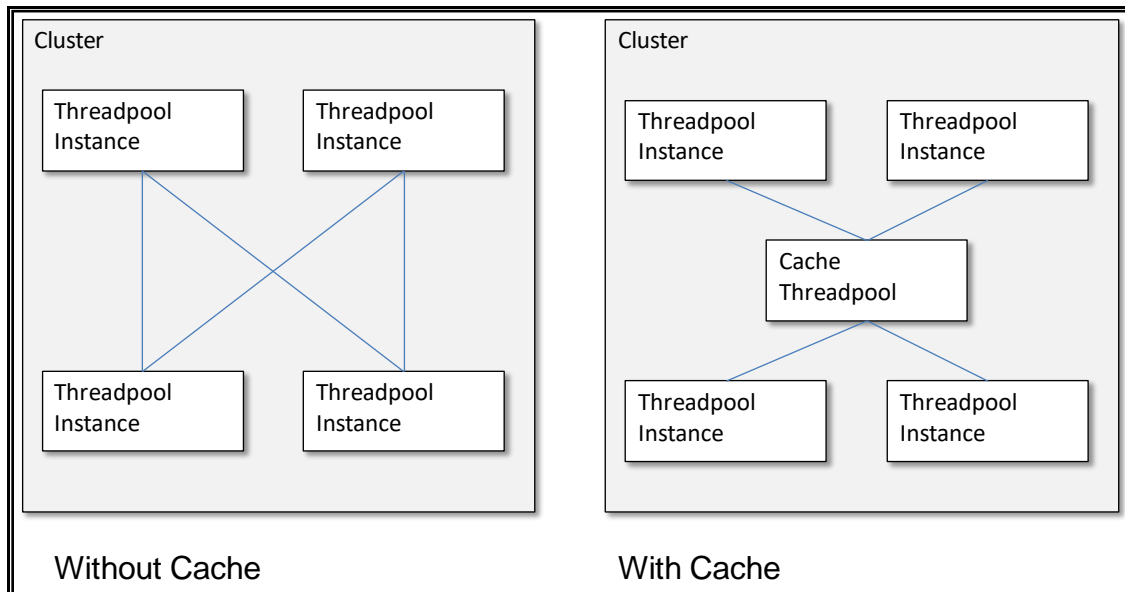 Cluster
Threadpool
Instance
Threadpool
Instance
Threadpool
Instance
Threadpool
Instance
Without Cache
Cluster
Threadpool
Instance
Threadpool
Instance
Cache
Threadpool
Threadpool
Instance
Threadpool
Instance
With Cache